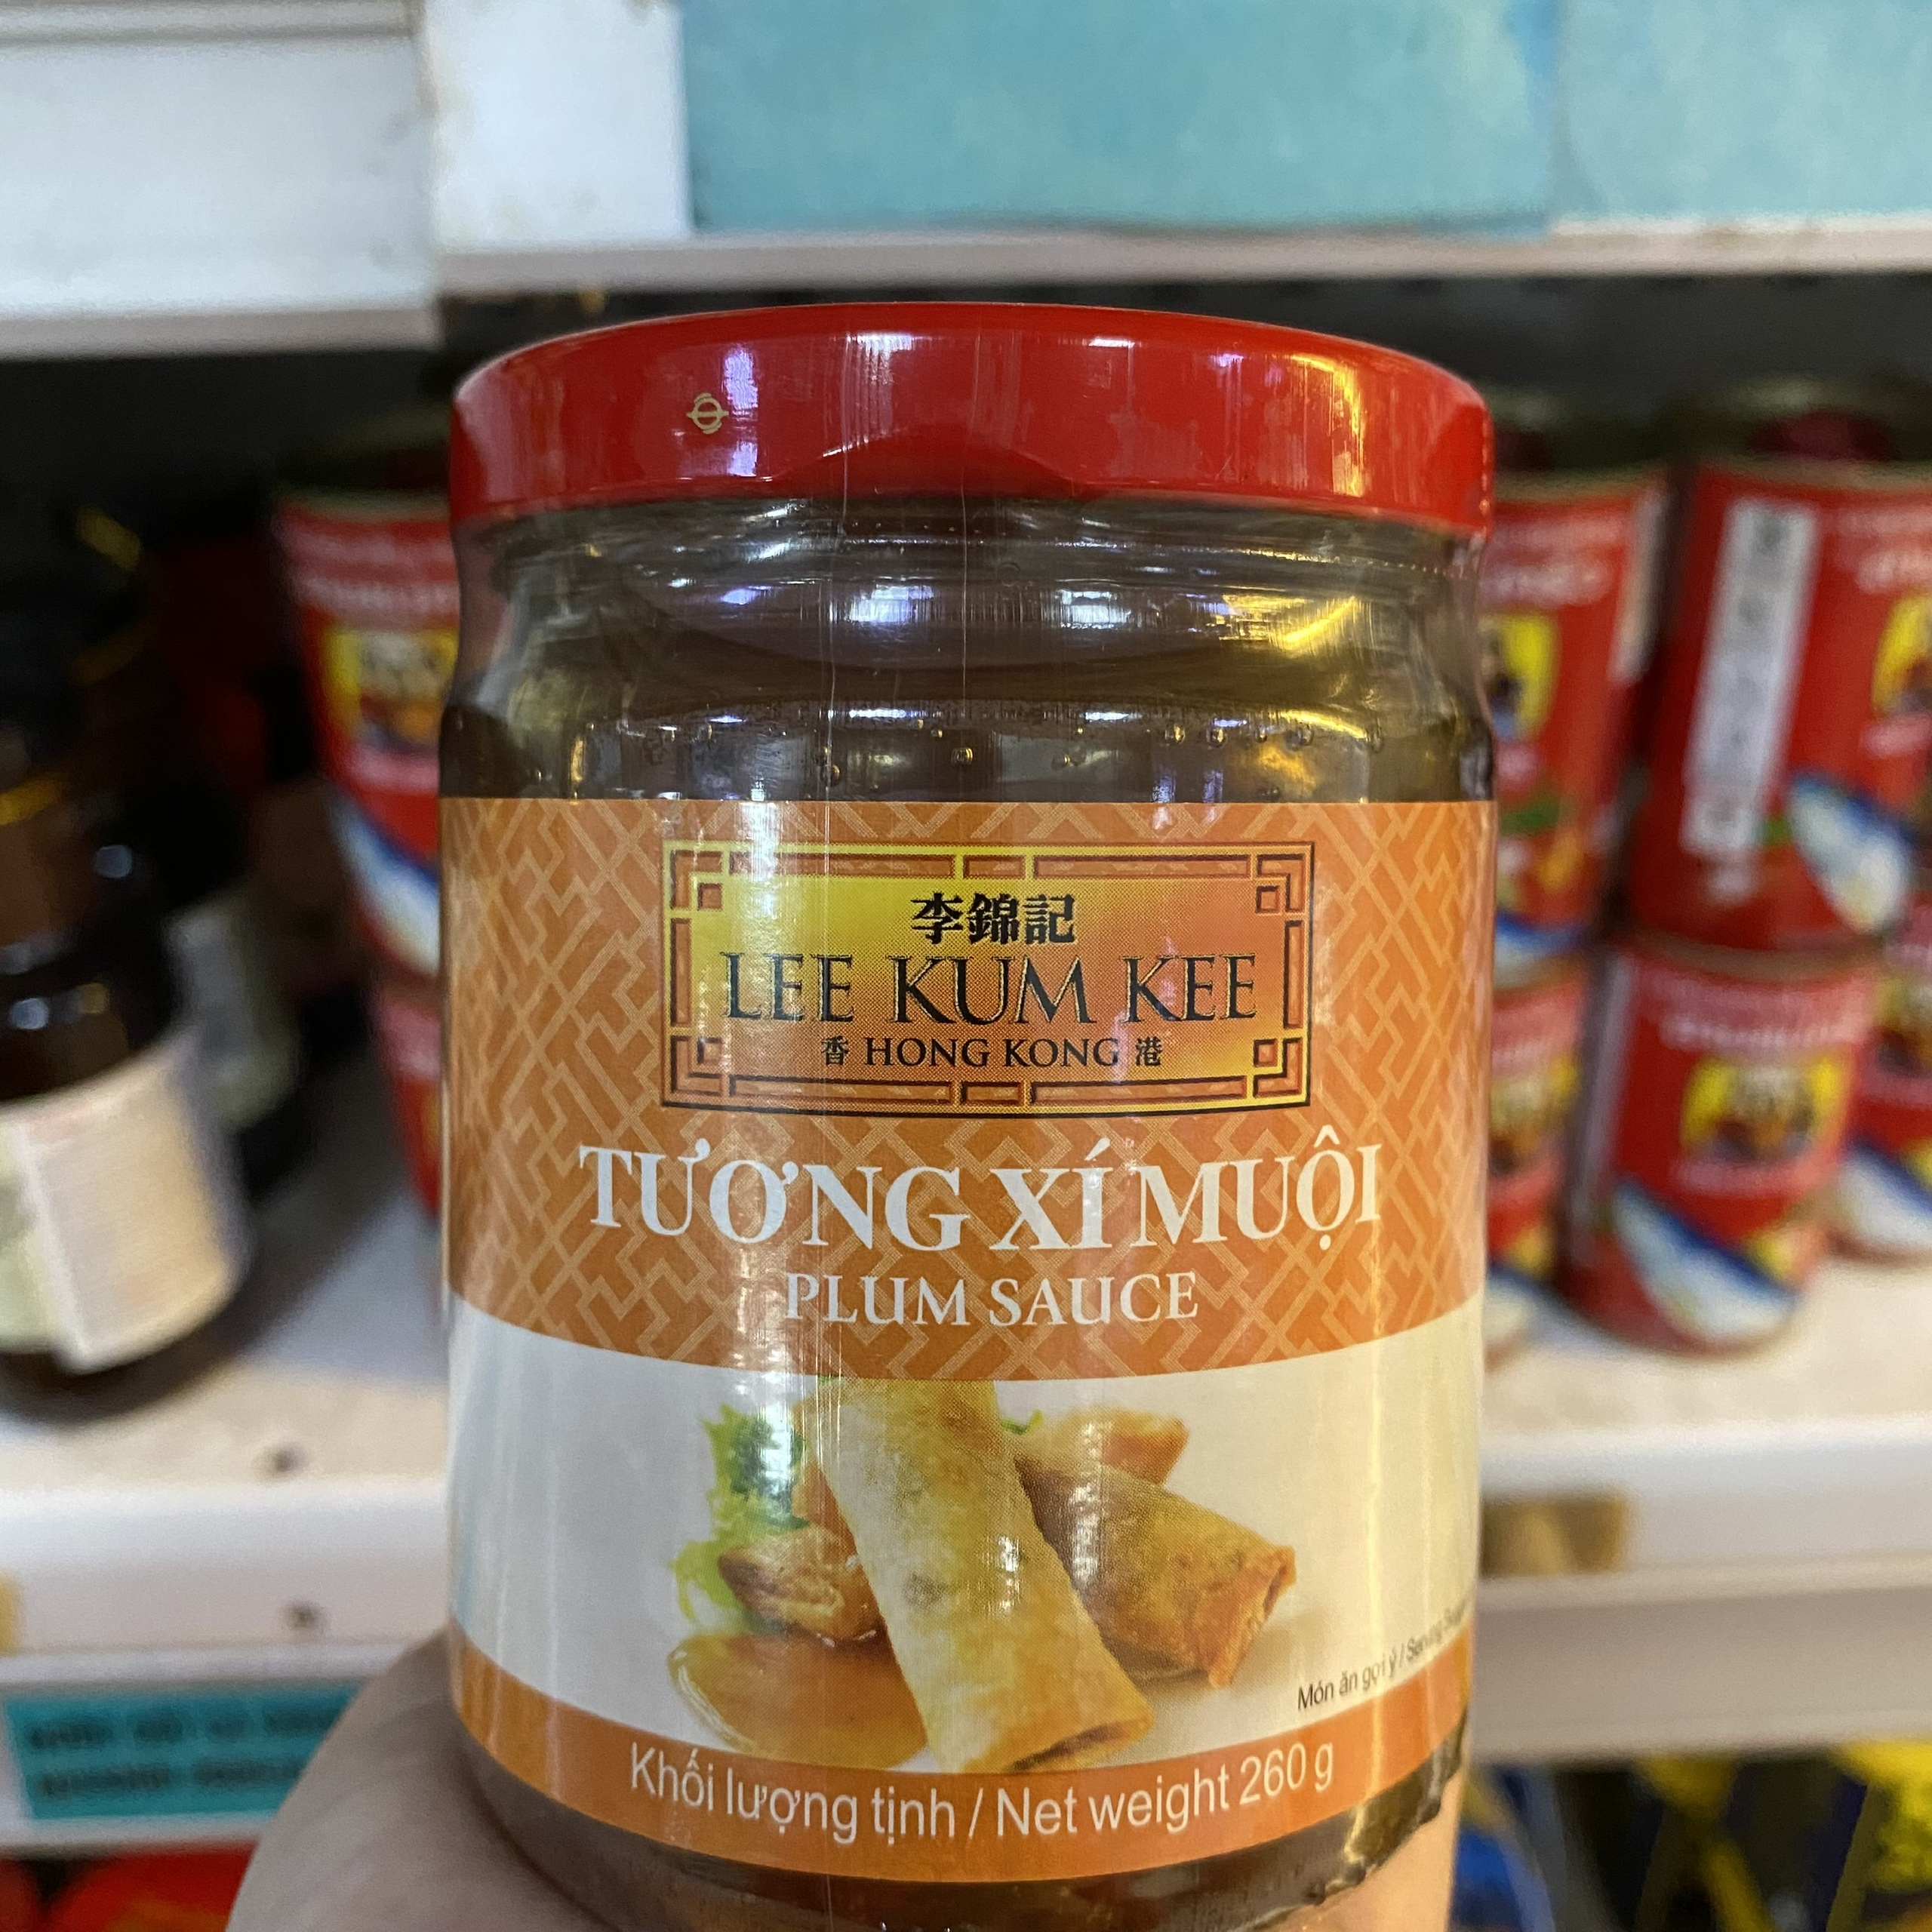 李錦記
LEE KUM KEE
香 HONG KONG 港
TƯƠNG XÍ MUỘI
PLUM SAUCE
Món ăn gợi ý / Serving
Khối lượng tịnh / Net weight 260 g